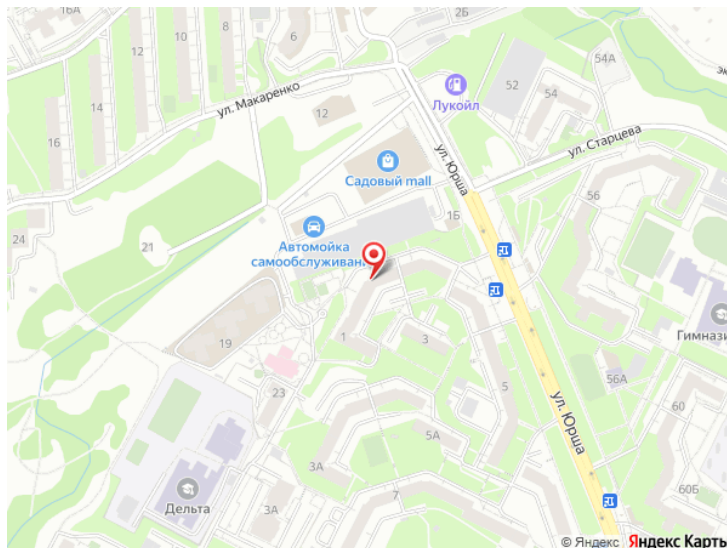 16А
8
6
2Б
10
12
54А
эк
14
Лукойл
52
54
ул. Макаренко
12
16
ул. Старцева
ул. Юрша
Садовый mall
56
1Б
24
21
Автомойка
самообслуживани
Гимнази
1
3
19
5
56А
23
60
ул. Юрша
5А
3А
7
60Б
Дельта
3А
© Яндекс Яндекс Карты